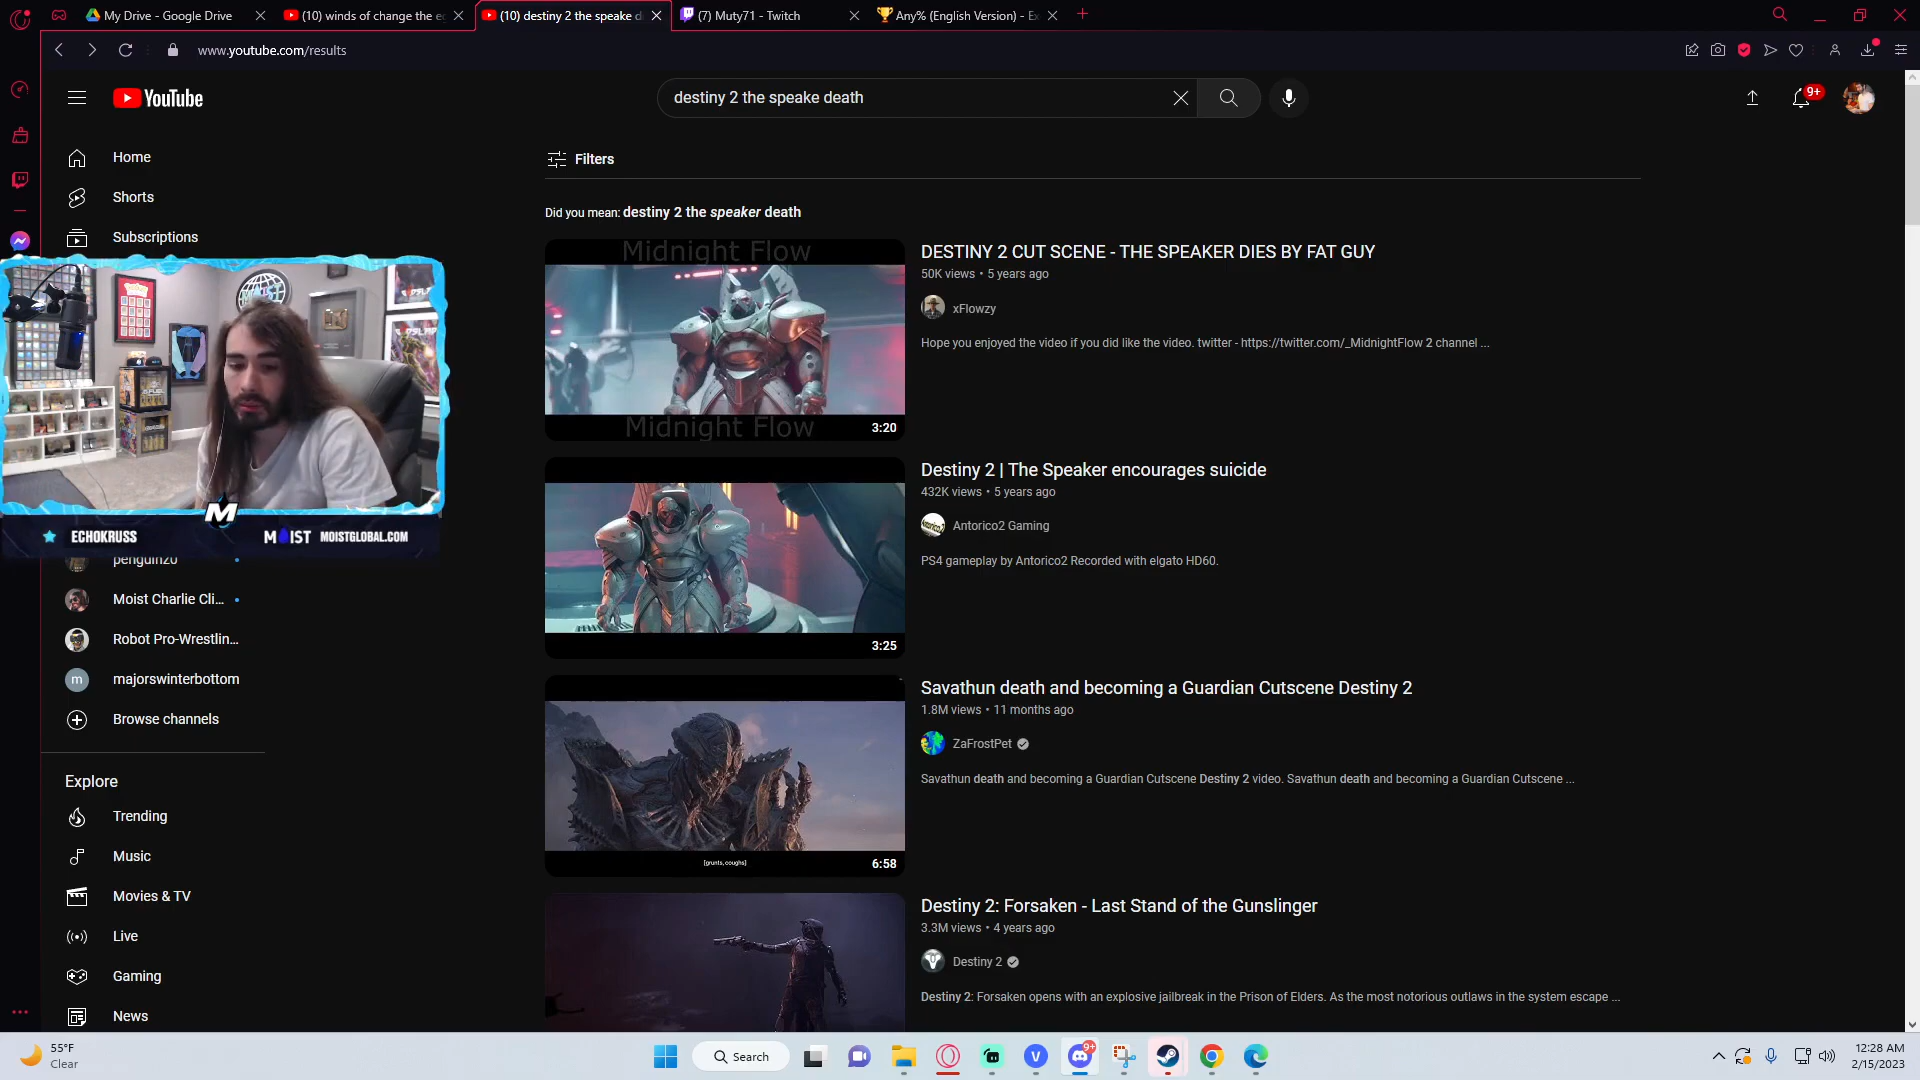 My Drive - Google Drive
(10) winds of change the e
(10) destiny 2 the speake d
(7) Muty71 - Twitch
Any% (English Version) - E
www.youtube.com/results
YouTube
destiny 2 the speake death
9+
Home
Shorts
Subscriptions
MOIST
M
ECHOKRUSS
MOIST
MOISTGLOBAL.COM
penguinz0
Moist Charlie Cli...
Robot Pro-Wrestlin...
m
majorswinterbottom
Browse channels
Explore
Trending
Music
Movies & TV
Live
Gaming
News
Filters
Did you mean: destiny 2 the speaker death
Midnight Flow
Midnight Flow
3:20
DESTINY 2 CUT SCENE - THE SPEAKER DIES BY FAT GUY
50K views • 5 years ago
xFlowzy
Hope you enjoyed the video if you did like the video. twitter - https://twitter.com/_MidnightFlow 2 channel ...
3:25
Destiny 2 | The Speaker encourages suicide
432K views • 5 years ago
Antorico2 Gaming
PS4 gameplay by Antorico2 Recorded with elgato HD60.
[grunts, coughs]
6:58
Savathun death and becoming a Guardian Cutscene Destiny 2
1.8M views • 11 months ago
ZaFrostPet
Savathun death and becoming a Guardian Cutscene Destiny 2 video. Savathun death and becoming a Guardian Cutscene ...
Destiny 2: Forsaken - Last Stand of the Gunslinger
3.3M views • 4 years ago
Destiny 2
Destiny 2: Forsaken opens with an explosive jailbreak in the Prison of Elders. As the most notorious outlaws in the system escape ...
55°F
Clear
Search
V
9+
12:28 AM
2/15/2023